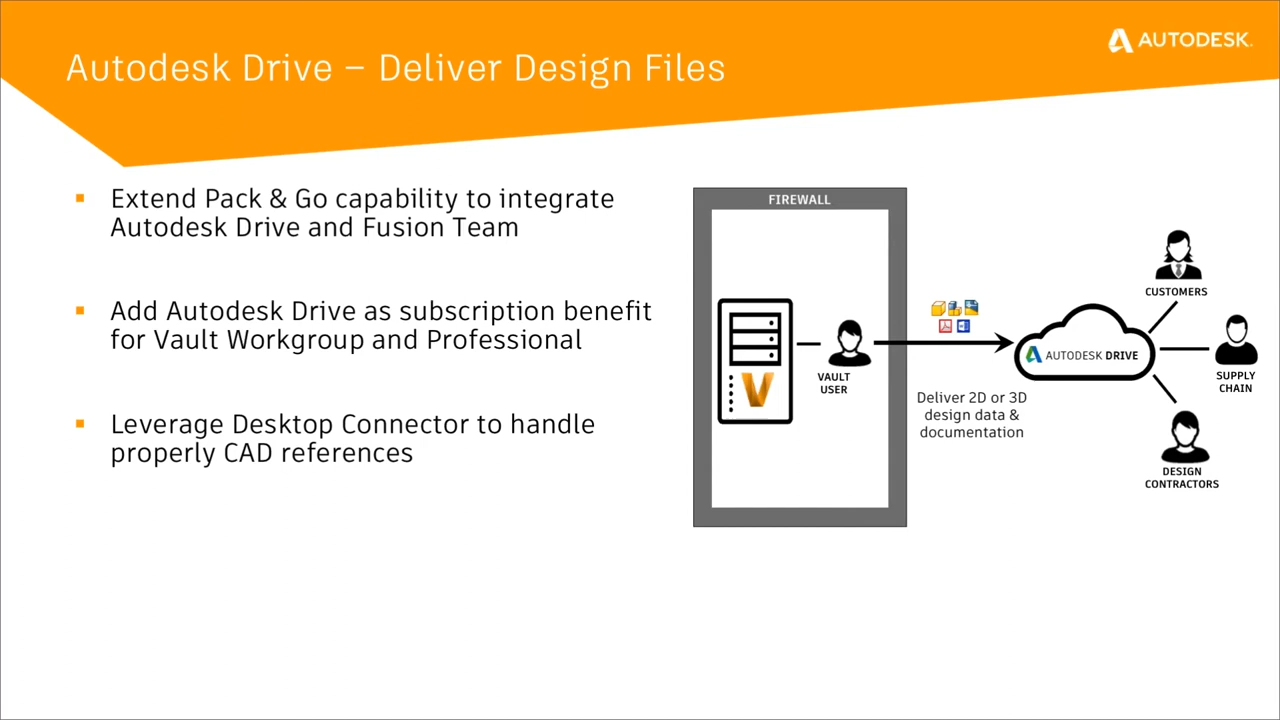 AUTODESK.
Autodesk Drive – Deliver Design Files
Extend Pack & Go capability to integrate
Autodesk Drive and Fusion Team
Add Autodesk Drive as subscription benefit
for Vault Workgroup and Professional
Leverage Desktop Connector to handle
properly CAD references
FIREWALL
VAULT
USER
Deliver 2D or 3D
design data &
documentation
AUTODESK DRIVE
CUSTOMERS
SUPPLY
CHAIN
DESIGN
CONTRACTORS